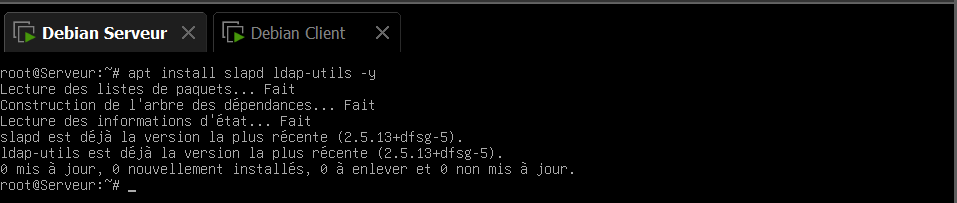 Debian Serveur
Debian Client
root@Serveur:~# apt install slapd ldap-utils -y
Lecture des listes de paquets... Fait
Construction de l'arbre des dépendances... Fait
Lecture des informations d'état... Fait
slapd est déjà la version la plus récente (2.5.13+dfsg-5).
ldap-utils est déjà la version la plus récente (2.5.13+dfsg-5).
0 mis à jour, 0 nouvellement installés, 0 à enlever et 0 non mis à jour.
root@Serveur:~# _